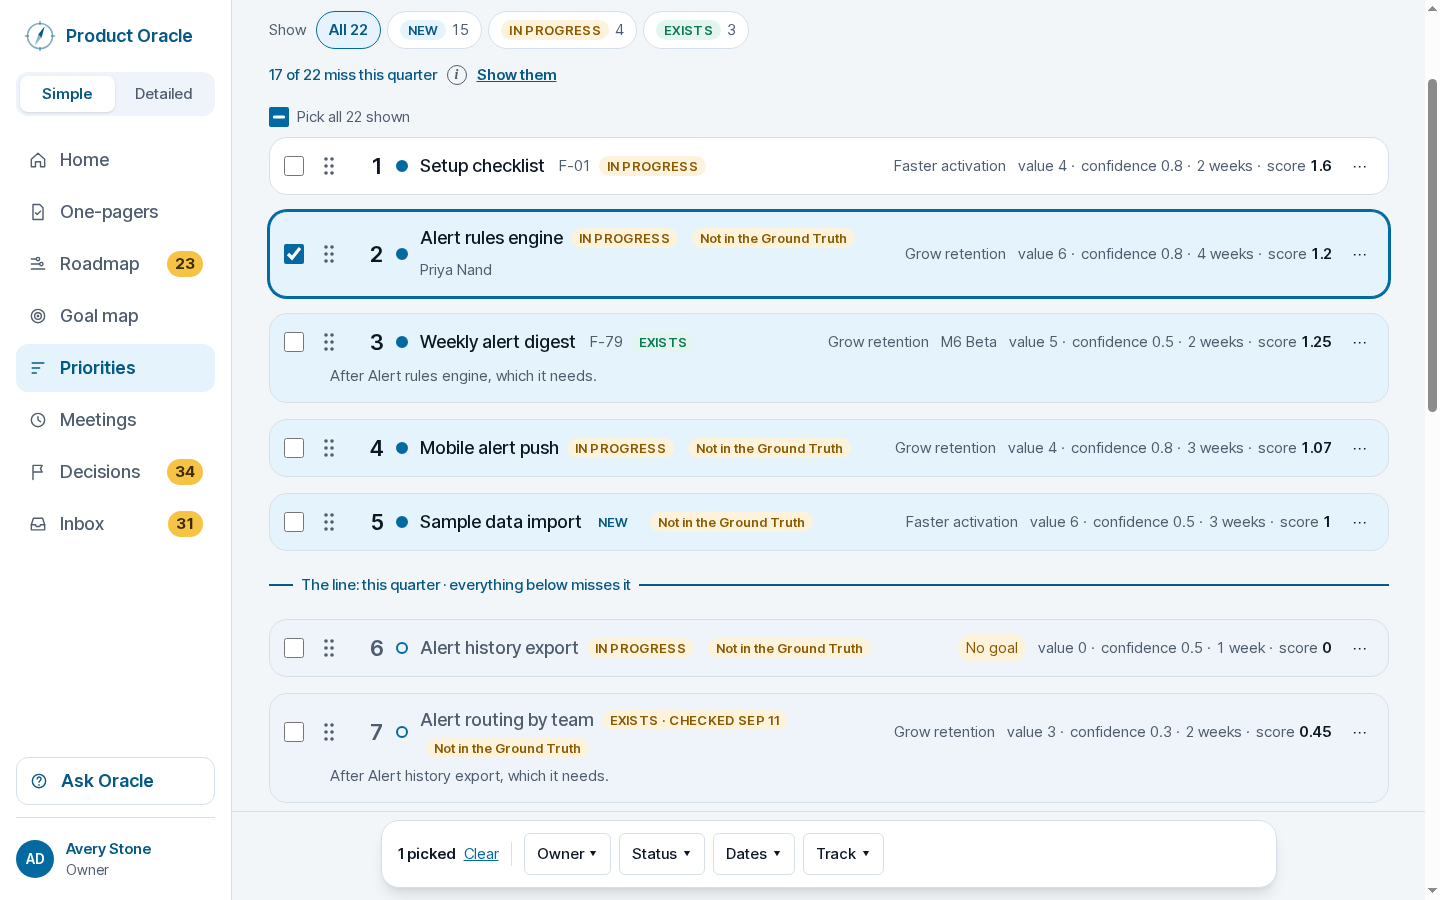 Product Oracle
Simple
Detailed
Home
One-pagers
Roadmap 23
Goal map
Priorities
Meetings
Decisions 34
Inbox 31
Ask Oracle
AD
Avery Stone
Owner
Show All 22 NEW 15 IN PROGRESS 4 EXISTS 3
17 of 22 miss this quarter i Show them
Pick all 22 shown
1 Setup checklist F-01 IN PROGRESS Faster activation value 4 · confidence 0.8 · 2 weeks · score 1.6 ...
2 Alert rules engine IN PROGRESS Not in the Ground Truth Grow retention value 6 · confidence 0.8 · 4 weeks · score 1.2 ...
Priya Nand
3 Weekly alert digest F-79 EXISTS Grow retention M6 Beta value 5 · confidence 0.5 · 2 weeks · score 1.25 ...
After Alert rules engine, which it needs.
4 Mobile alert push IN PROGRESS Not in the Ground Truth Grow retention value 4 · confidence 0.8 · 3 weeks · score 1.07 ...
5 Sample data import NEW Not in the Ground Truth Faster activation value 6 · confidence 0.5 · 3 weeks · score 1 ...
The line: this quarter · everything below misses it
6 Alert history export IN PROGRESS Not in the Ground Truth No goal value 0 · confidence 0.5 · 1 week · score 0 ...
7 Alert routing by team EXISTS · CHECKED SEP 11 Grow retention value 3 · confidence 0.3 · 2 weeks · score 0.45 ...
Not in the Ground Truth
After Alert history export, which it needs.
1 picked Clear Owner Status Dates Track